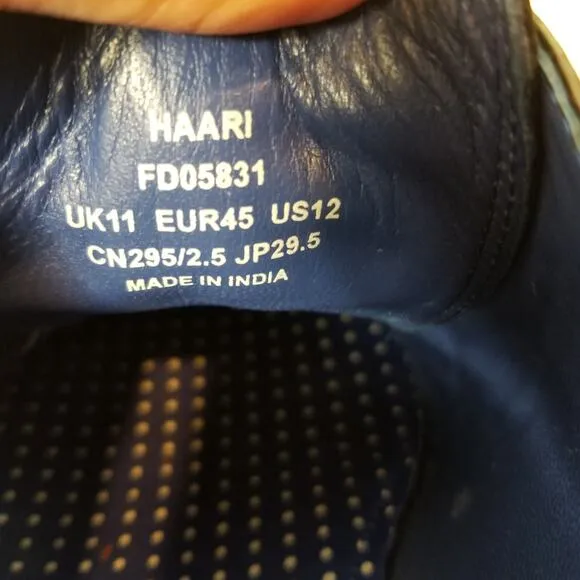 HAARI
FD05831
UK11 EUR45 US12
CN295/2.5 JP29.5
MADE IN INDIA